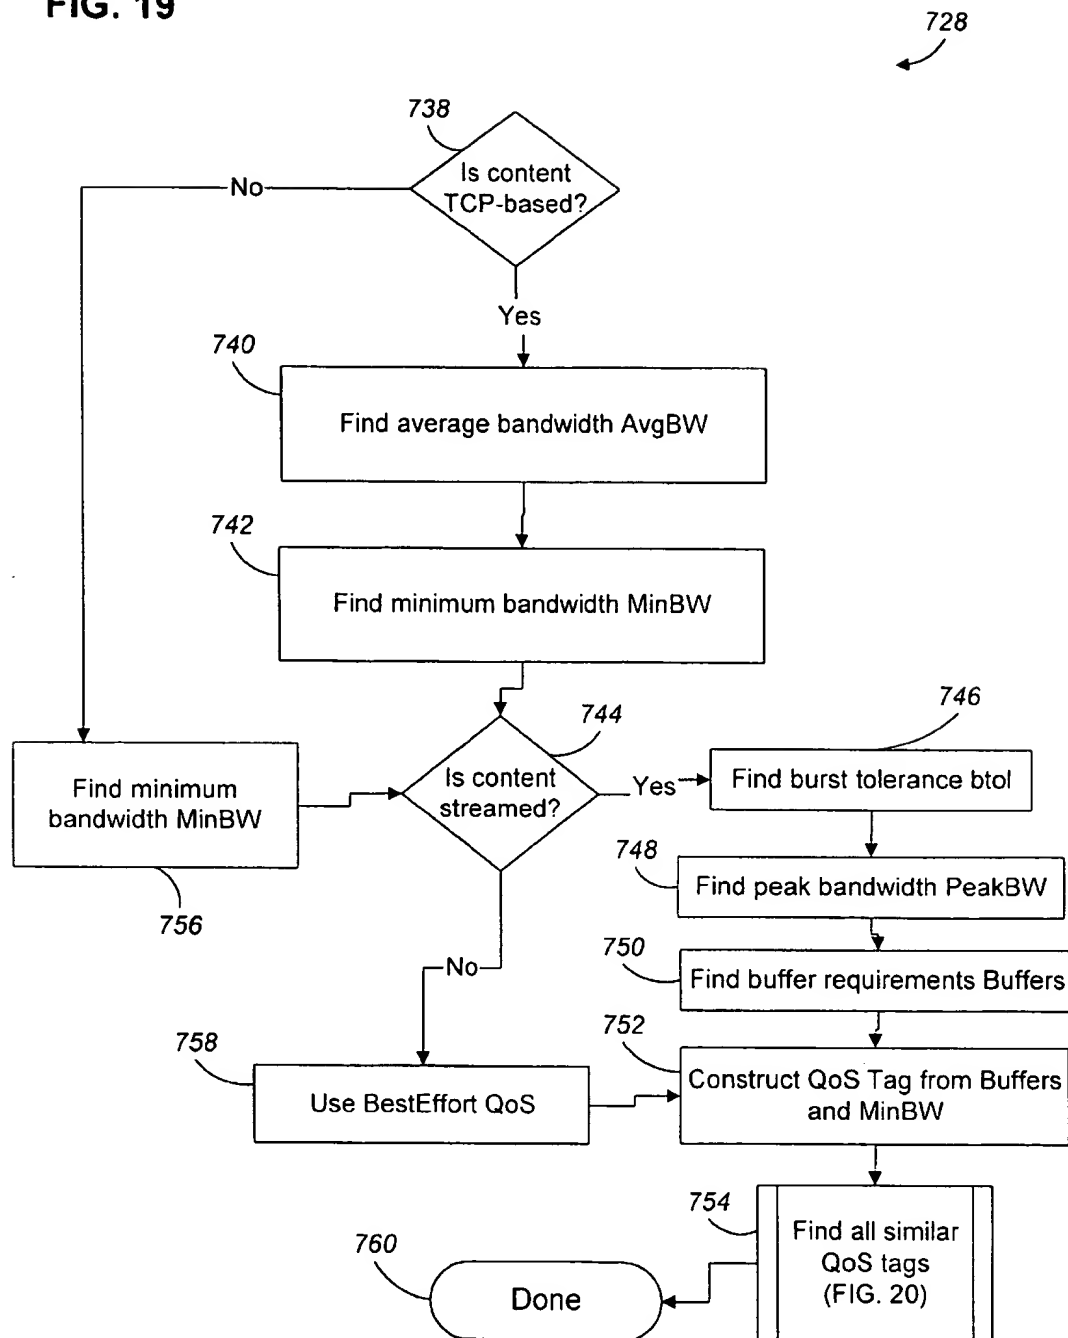 FIG. 19
728
738
Is content
TCP-based?
No
Yes
740
Find average bandwidth AvgBW
742
Find minimum bandwidth MinBW
744
Is content
streamed?
Yes
746
Find burst tolerance btol
Find minimum
bandwidth MinBW
756
748
Find peak bandwidth PeakBW
No
750
Find buffer requirements Buffers
758
Use BestEffort QoS
752
Construct QoS Tag from Buffers
and MinBW
754
Find all similar
QoS tags
(FIG. 20)
760
Done